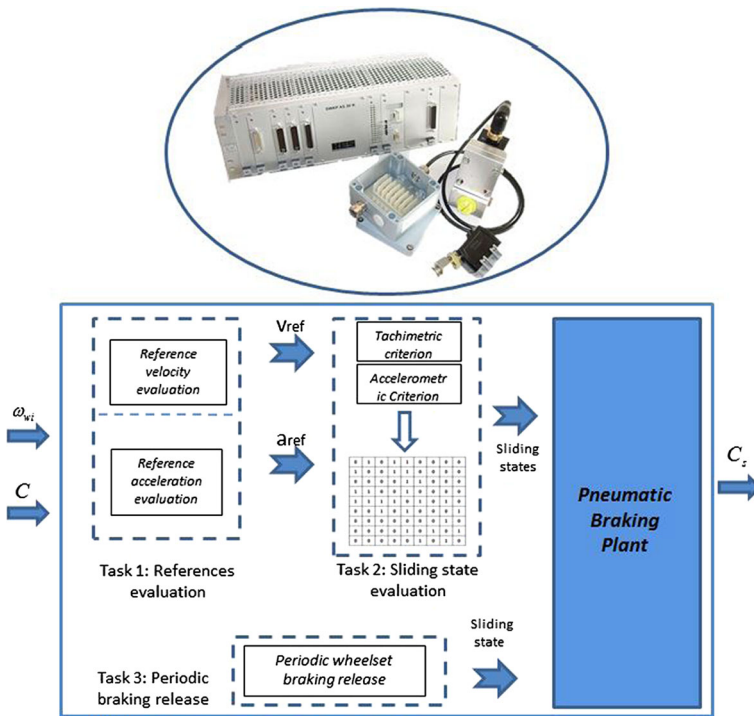 Vref
Reference
velocity
evaluation
Tachimetric
criterion
Accelerometr
ic Criterion
ω_wi
aref
Reference
acceleration
evaluation
C
Sliding
states
Pneumatic
Braking
Plant
C_s
Task 1: References
evaluation
Task 2: Sliding state
evaluation
Sliding
state
Task 3: Periodic
braking release
Periodic wheelset
braking release